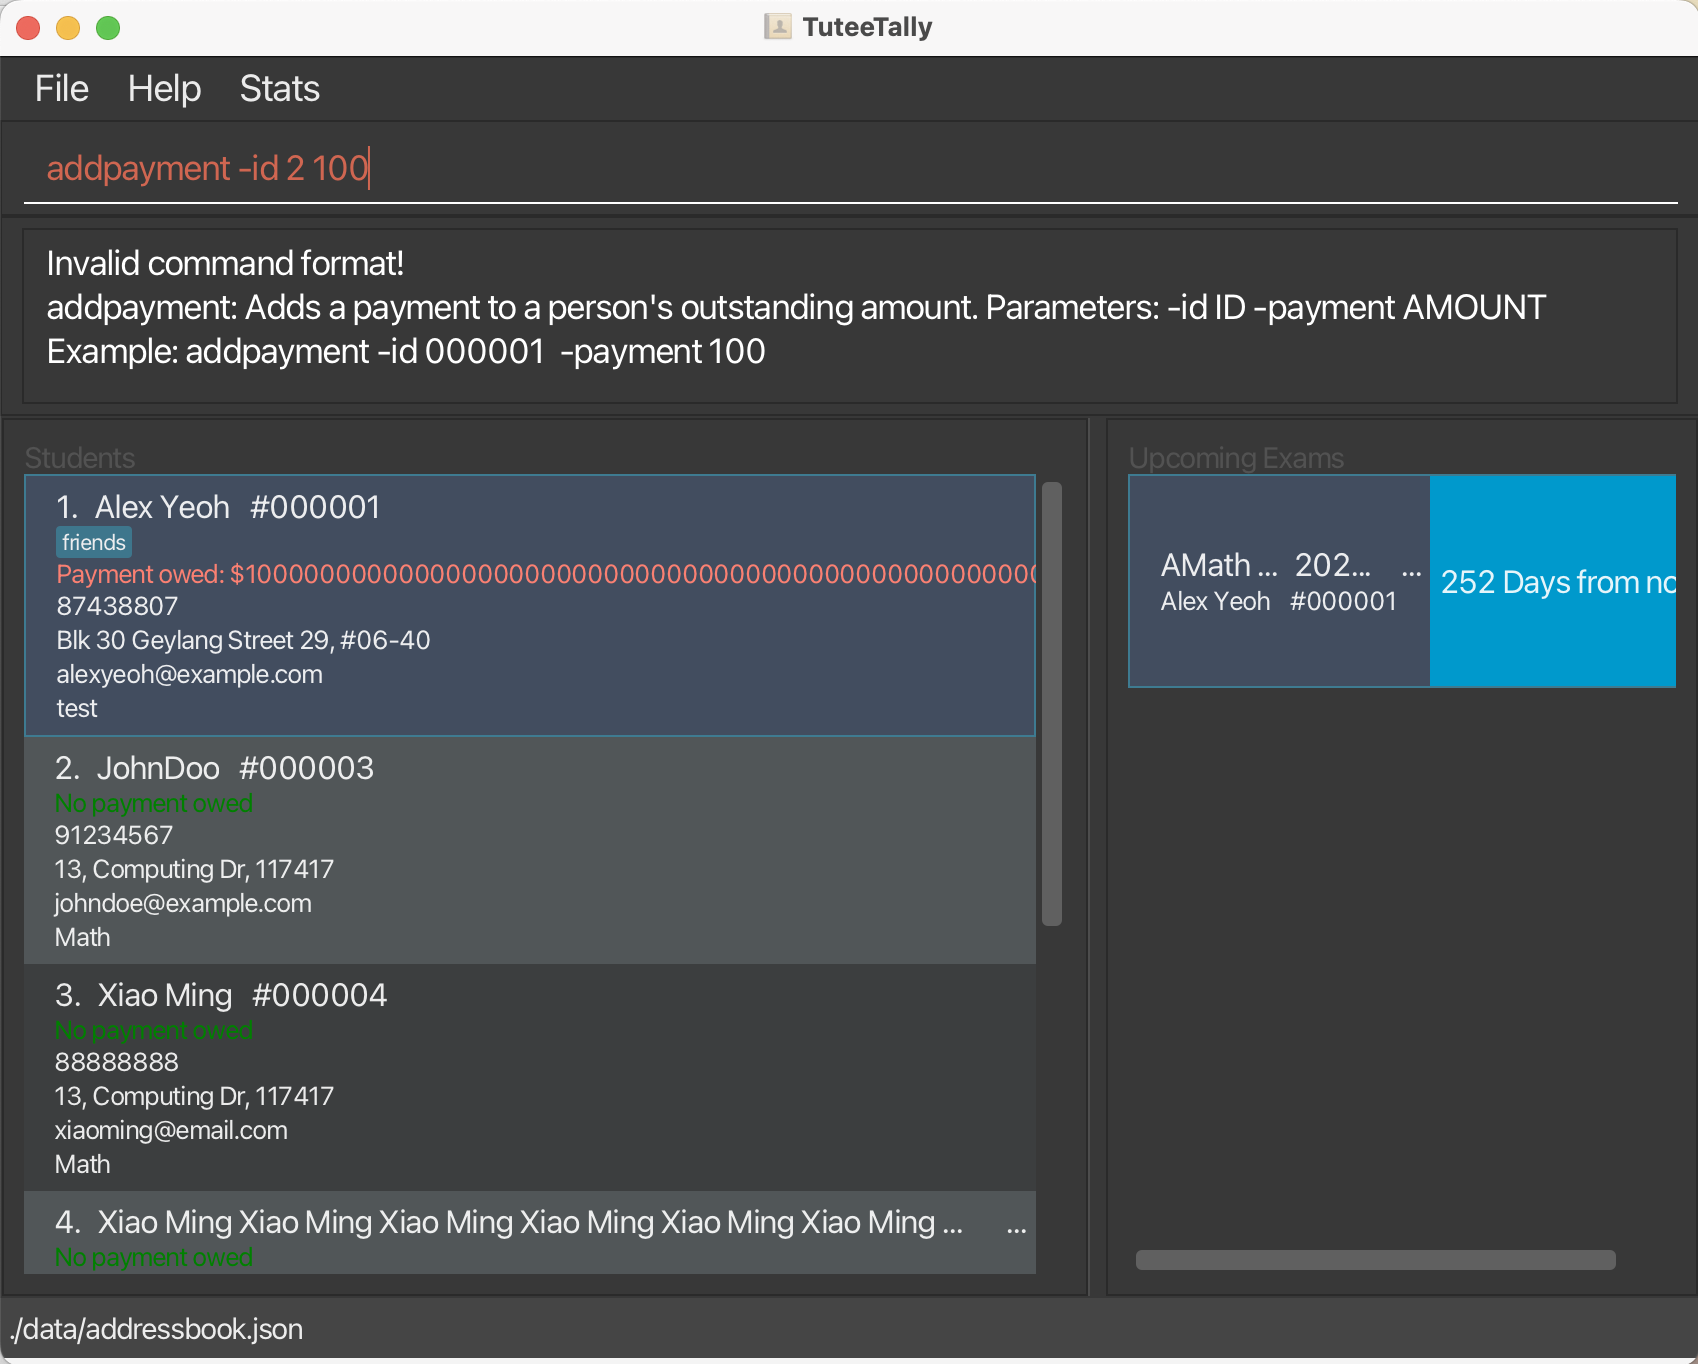 TuteeTally
File Help Stats
addpayment -id 2 100
Invalid command format!
addpayment: Adds a payment to a person's outstanding amount. Parameters: -id ID -payment AMOUNT
Example: addpayment -id 000001  -payment 100
Students
1. Alex Yeoh #000001
friends
Payment owed: $10000000000000000000000000000000000000000000000000
87438807
Blk 30 Geylang Street 29, #06-40
alexyeoh@example.com
test
2. JohnDoo #000003
No payment owed
91234567
13, Computing Dr, 117417
johndoe@example.com
Math
3. Xiao Ming #000004
No payment owed
88888888
13, Computing Dr, 117417
xiaoming@email.com
Math
4. Xiao Ming Xiao Ming Xiao Ming Xiao Ming Xiao Ming Xiao Ming ... ...
No payment owed
Upcoming Exams
AMath ... 202... ...
Alex Yeoh #000001
252 Days from no
./data/addressbook.json